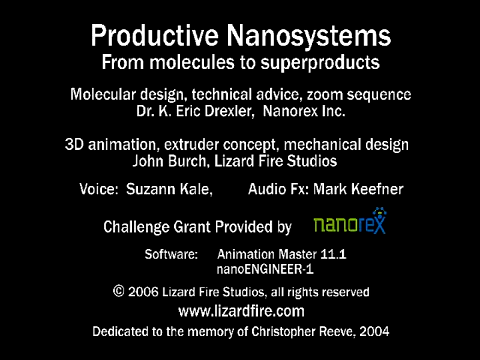 Productive Nanosystems
From molecules to superproducts
Molecular design, technical advice, zoom sequence
Dr. K. Eric Drexler, Nanorex Inc.
3D animation, extruder concept, mechanical design
John Burch, Lizard Fire Studios
Voice: Suzann Kale, Audio Fx: Mark Keefner
Challenge Grant Provided by nanorex
Software: Animation Master 11.1
nanoENGINEER-1
© 2006 Lizard Fire Studios, all rights reserved
www.lizardfire.com
Dedicated to the memory of Christopher Reeve, 2004